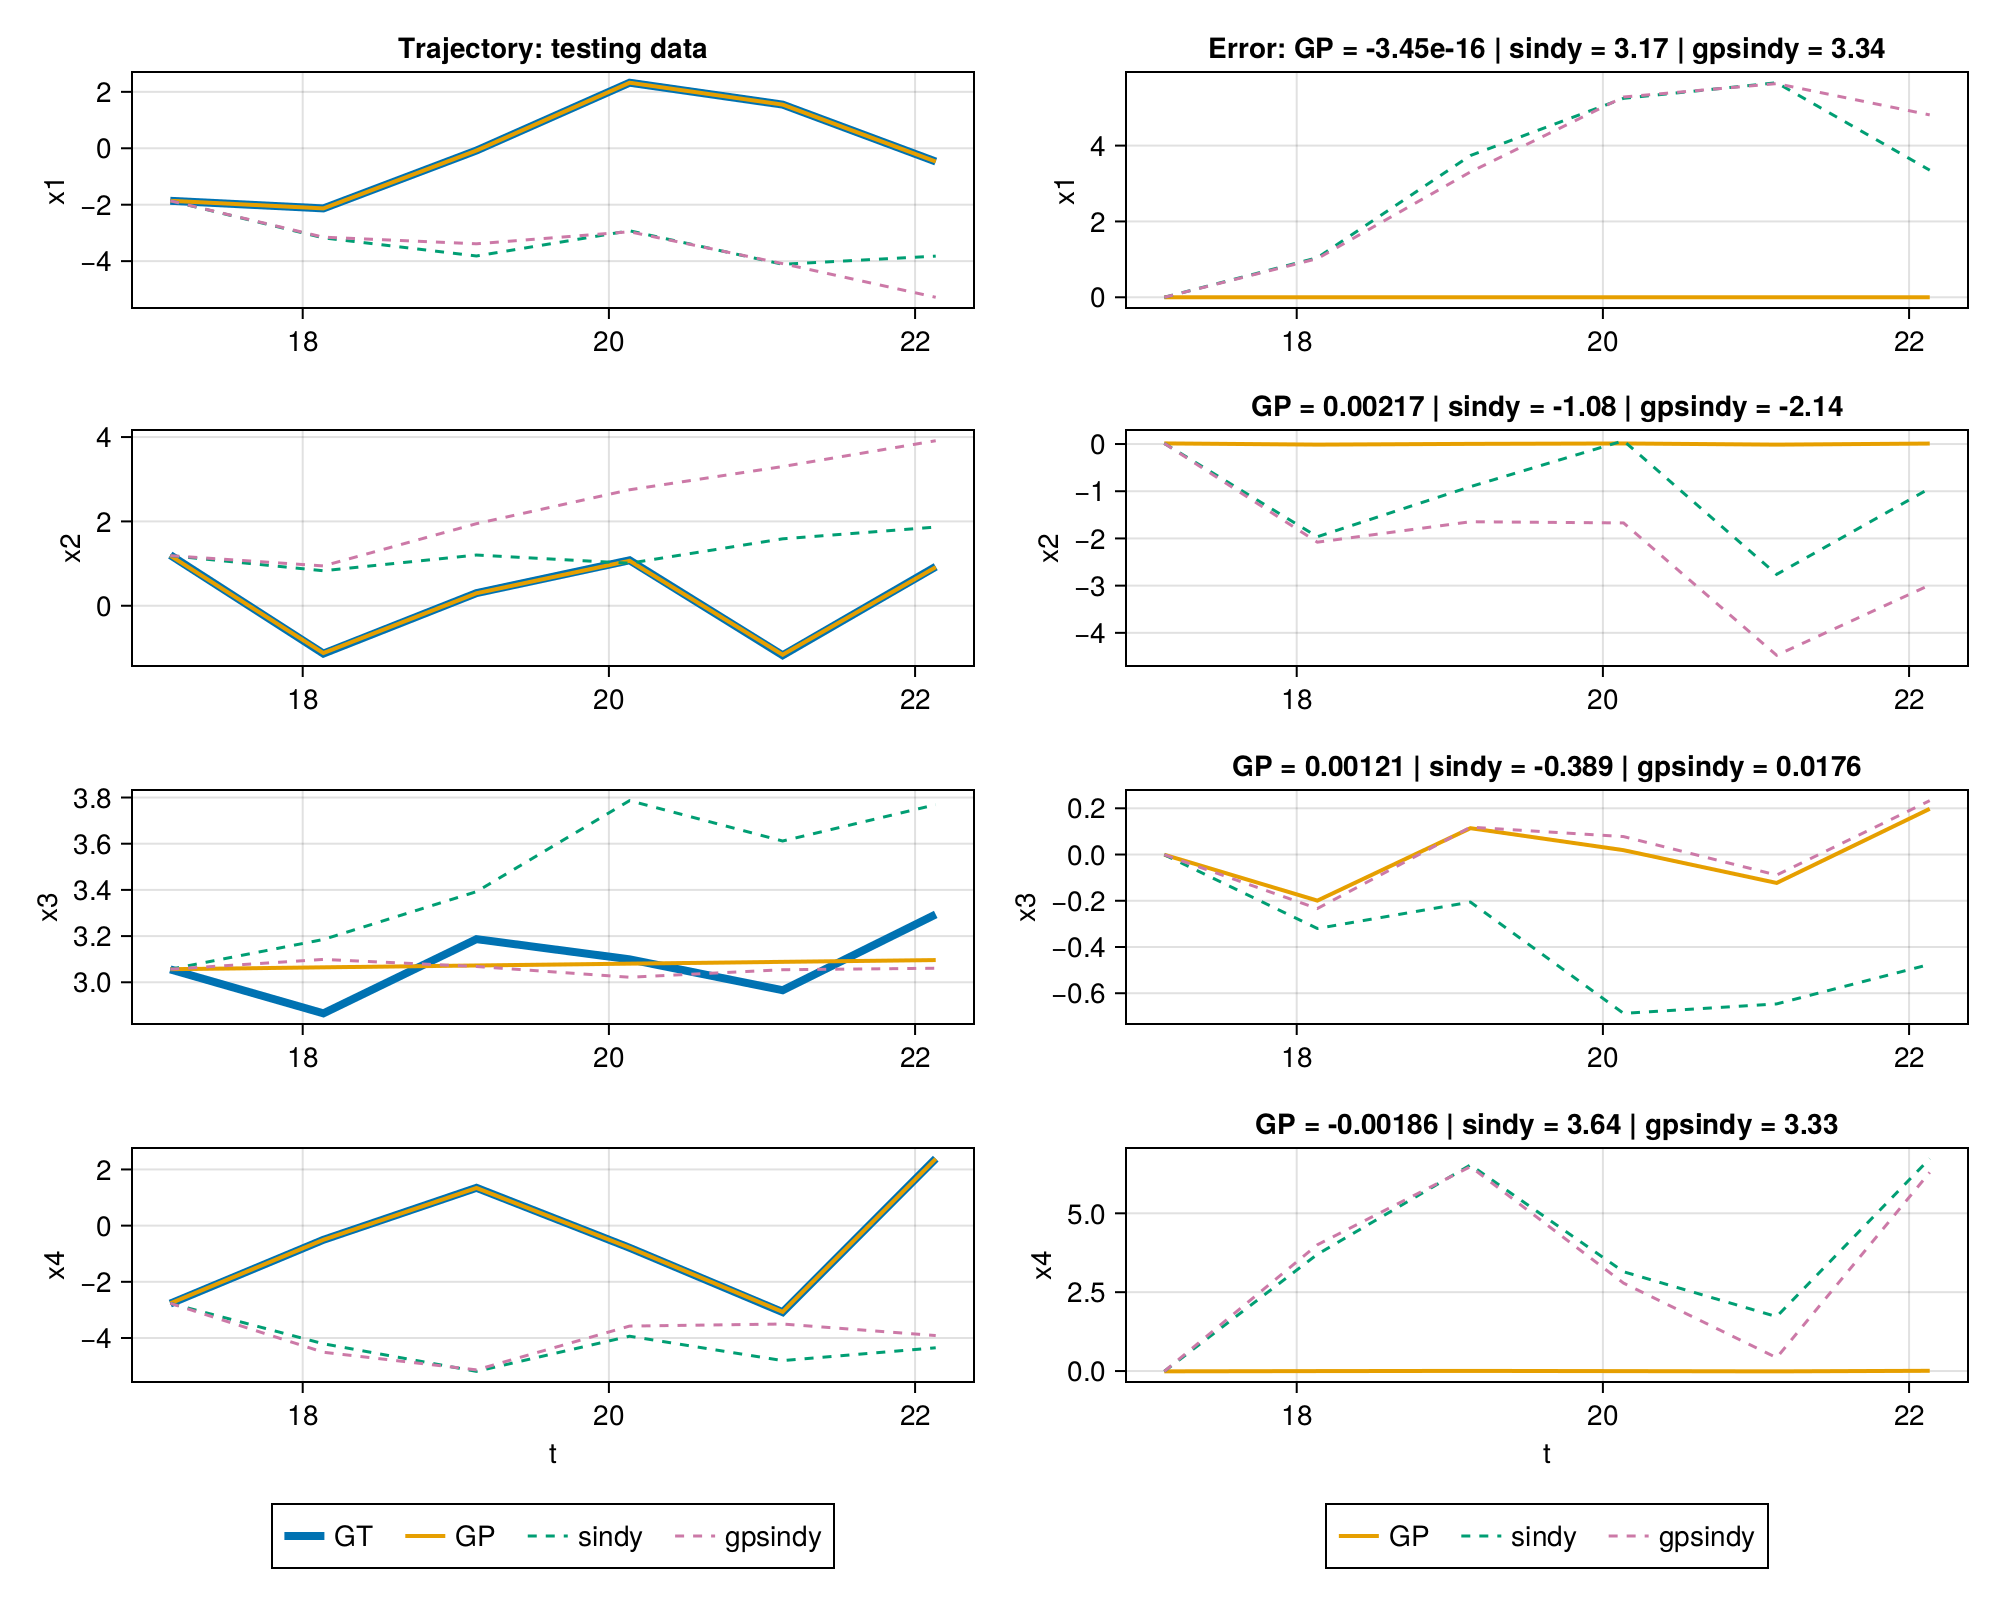 Trajectory: testing data
x1
2
0
−2
−4
18 20 22
Error: GP = -3.45e-16 | sindy = 3.17 | gpsindy = 3.34
x1
4
2
0
18 20 22
x2
4
2
0
18 20 22
GP = 0.00217 | sindy = -1.08 | gpsindy = -2.14
x2
0
−1
−2
−3
−4
18 20 22
x3
3.8
3.6
3.4
3.2
3.0
18 20 22
GP = 0.00121 | sindy = -0.389 | gpsindy = 0.0176
x3
0.2
0.0
−0.2
−0.4
−0.6
18 20 22
x4
2
0
−2
−4
18 20 22
t
GP = -0.00186 | sindy = 3.64 | gpsindy = 3.33
x4
5.0
2.5
0.0
18 20 22
t
GT GP sindy gpsindy
GP sindy gpsindy